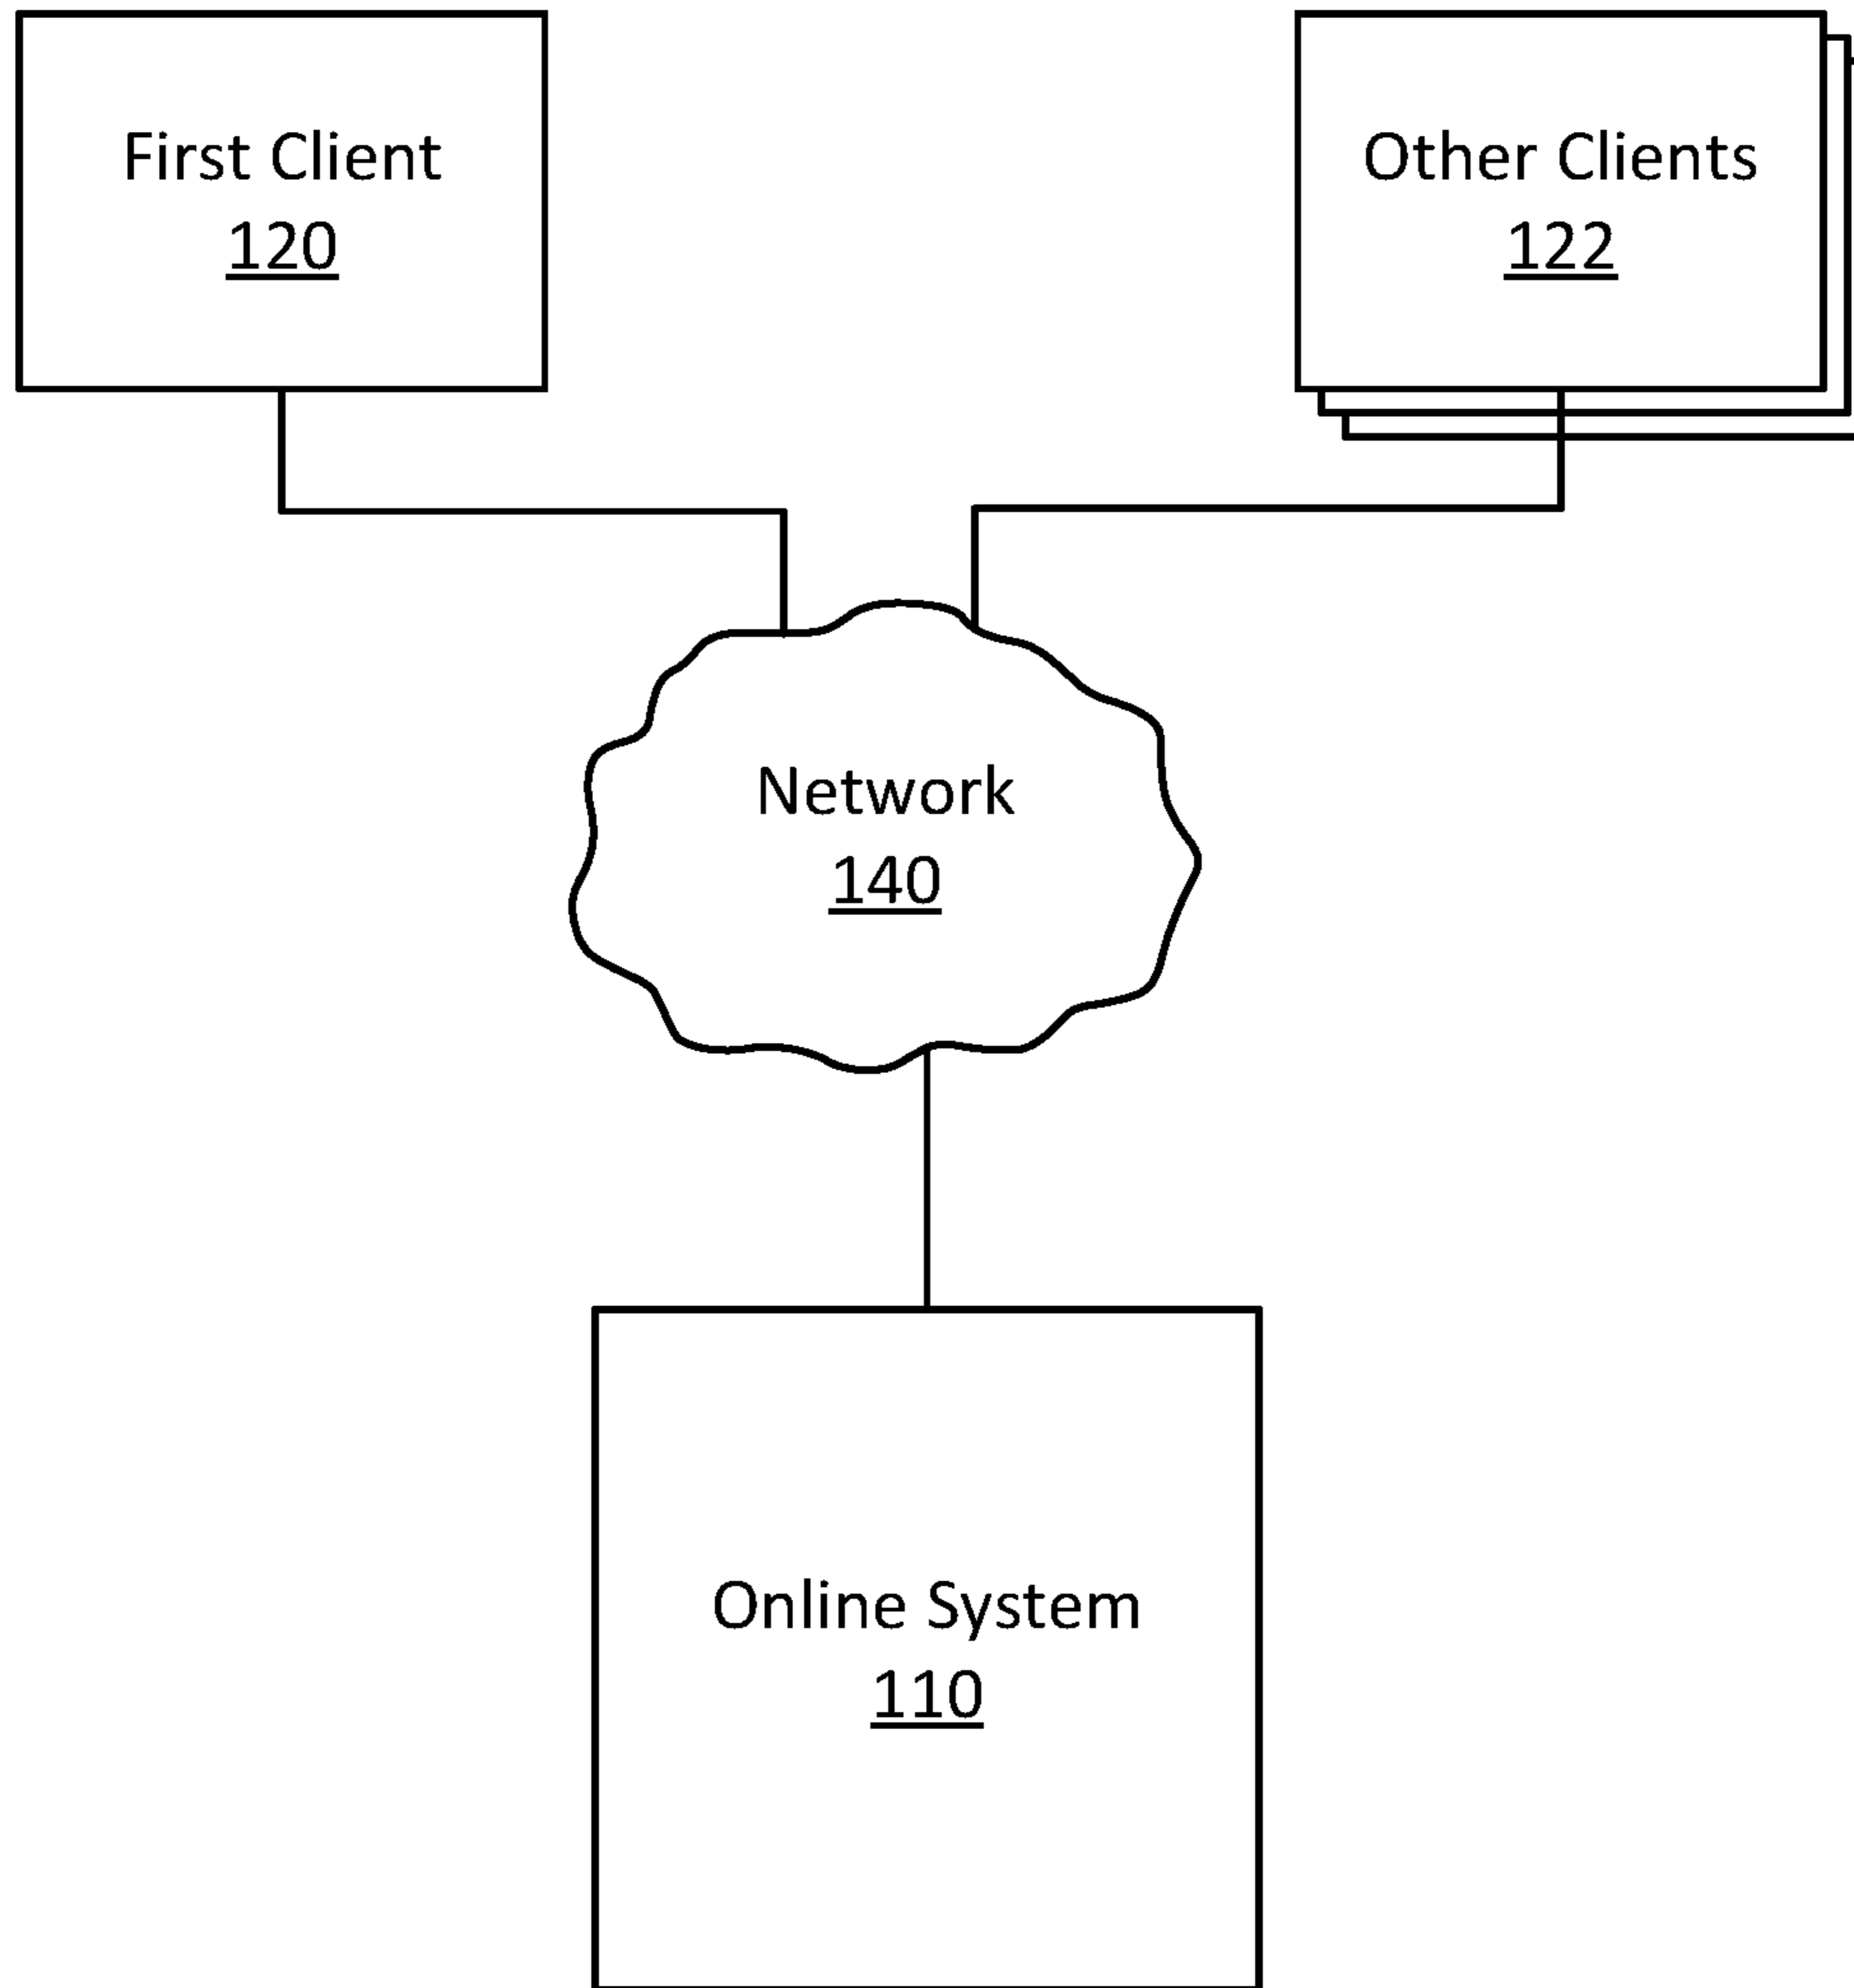 First Client
120
Other Clients
122
Network
140
Online System
110